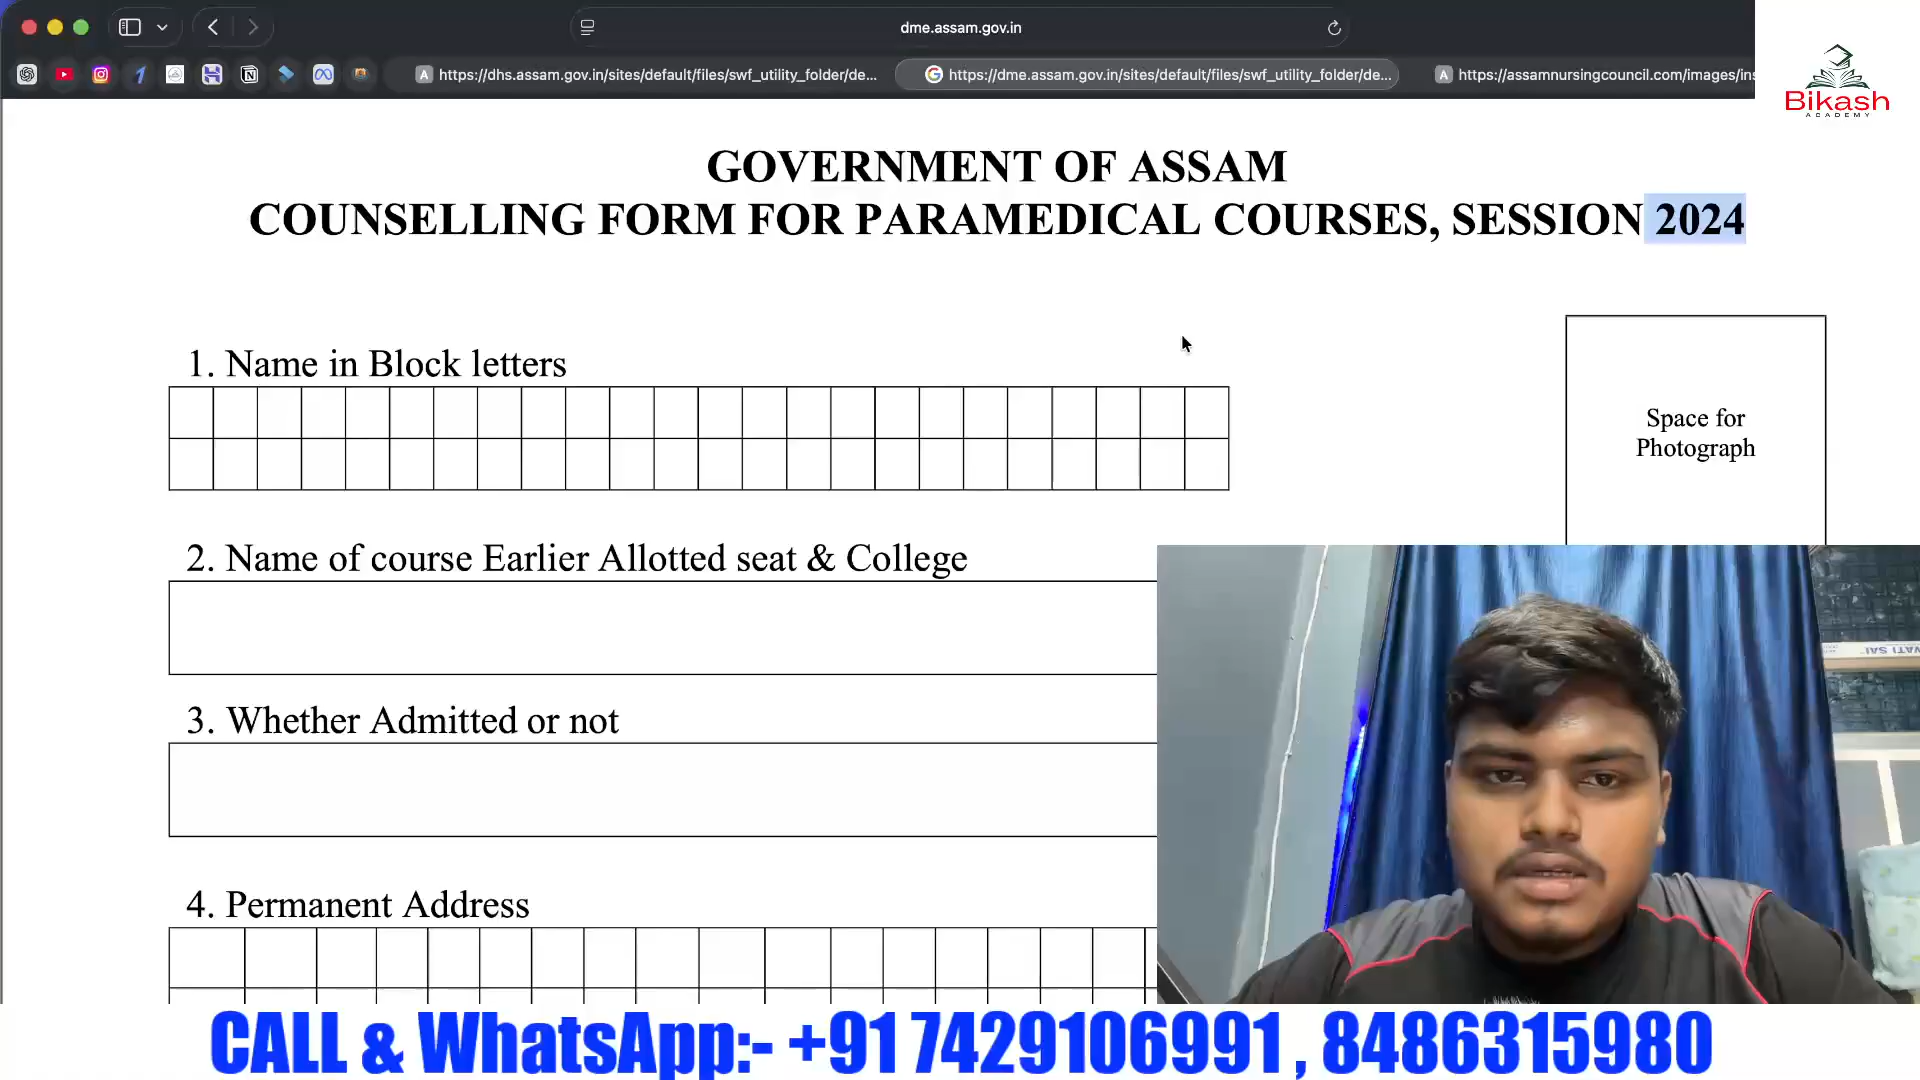 dme.assam.gov.in
https://dhs.assam.gov.in/sites/default/files/swf_utility_folder/de...
https://dme.assam.gov.in/sites/default/files/swf_utility_folder/de...
https://assamnursingcouncil.com/images/ins
Bikash
ACADEMY
GOVERNMENT OF ASSAM
COUNSELLING FORM FOR PARAMEDICAL COURSES, SESSION 2024
1. Name in Block letters
Space for
Photograph
2. Name of course Earlier Allotted seat & College
3. Whether Admitted or not
4. Permanent Address
CALL & WhatsApp:- +91 7429106991 , 8486315980